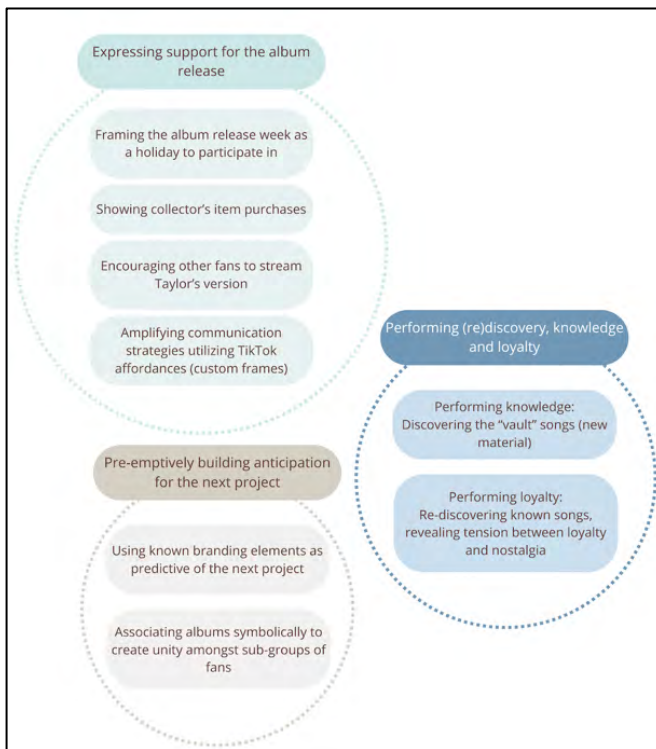 Expressing support for the album
release
Framing the album release week as
a holiday to participate in
Showing collector's item purchases
Encouraging other fans to stream
Taylor's version
Amplifying communication
strategies utilizing TikTok
affordances (custom frames)
Performing (re)discovery, knowledge
and loyalty
Performing knowledge:
Discovering the “vault” songs (new
material)
Performing loyalty:
Re-discovering known songs,
revealing tension between loyalty
and nostalgia
Pre-emptively building anticipation
for the next project
Using known branding elements as
predictive of the next project
Associating albums symbolically to
create unity amongst sub-groups of
fans